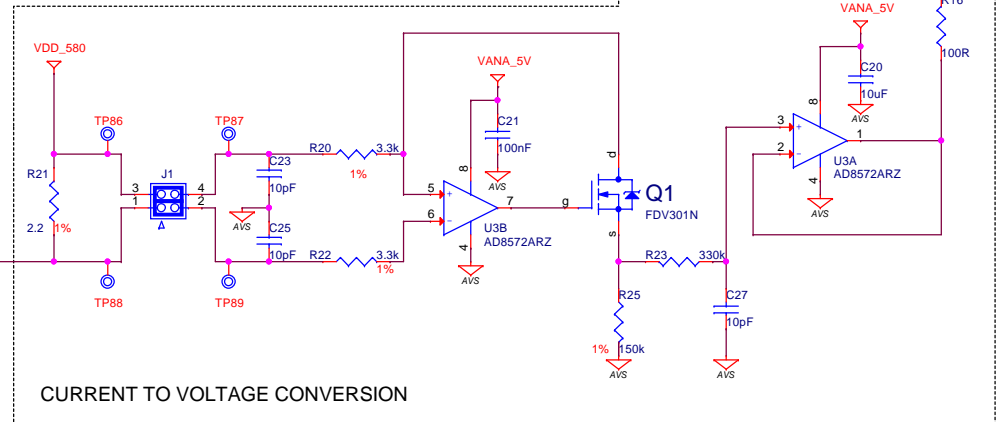 R16
100R
VANA_5V
C20
10uF
AVS
8
3
+
2
-
1
4
U3A
AD8572ARZ
AVS
VDD_580
TP86
TP87
R21
2.2
1%
J1
3
4
1
2
TP88
TP89
C23
10pF
AVS
C25
10pF
R20
3.3k
1%
R22
3.3k
1%
VANA_5V
C21
100nF
AVS
8
5
+
6
-
7
4
U3B
AD8572ARZ
AVS
d
g
s
Q1
FDV301N
R23
330k
R25
1%
150k
AVS
C27
10pF
AVS
CURRENT TO VOLTAGE CONVERSION